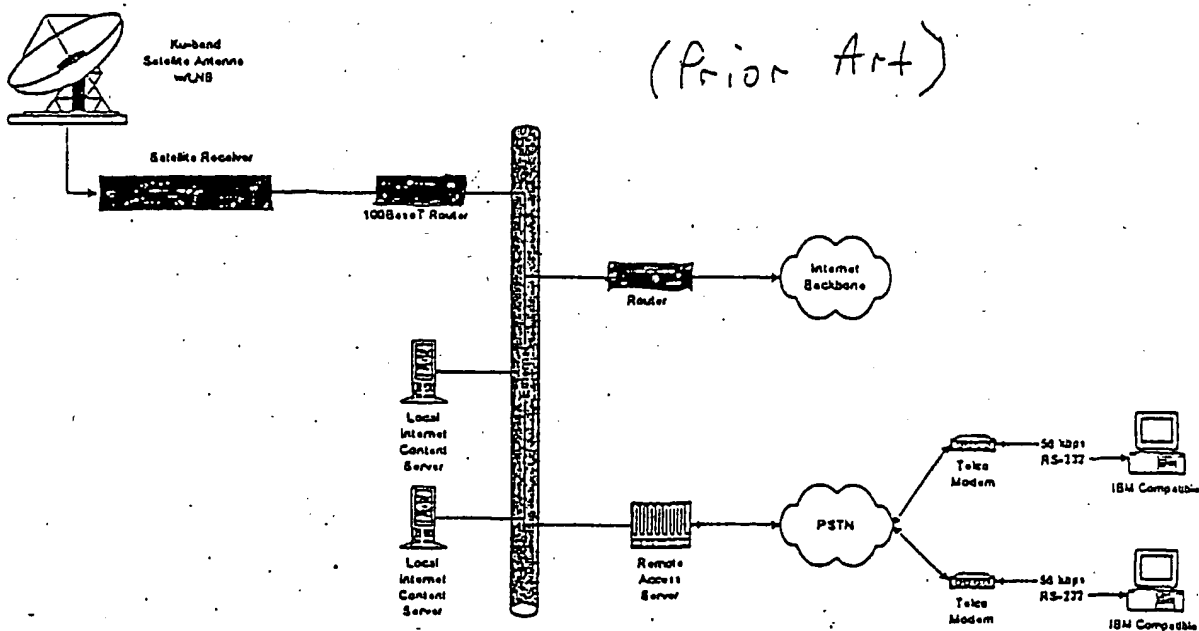 (Prior Art)
Ku-band
Satellite Antenna
w/LNB
Satellite Receiver
100BaseT Router
Router
Internet
Backbone
Local
Internet
Content
Server
Local
Internet
Content
Server
Remote
Access
Server
PSTN
Telco
Modem
56 kbps
RS-232
IBM Compatible
Telco
Modem
56 kbps
RS-232
IBM Compatible